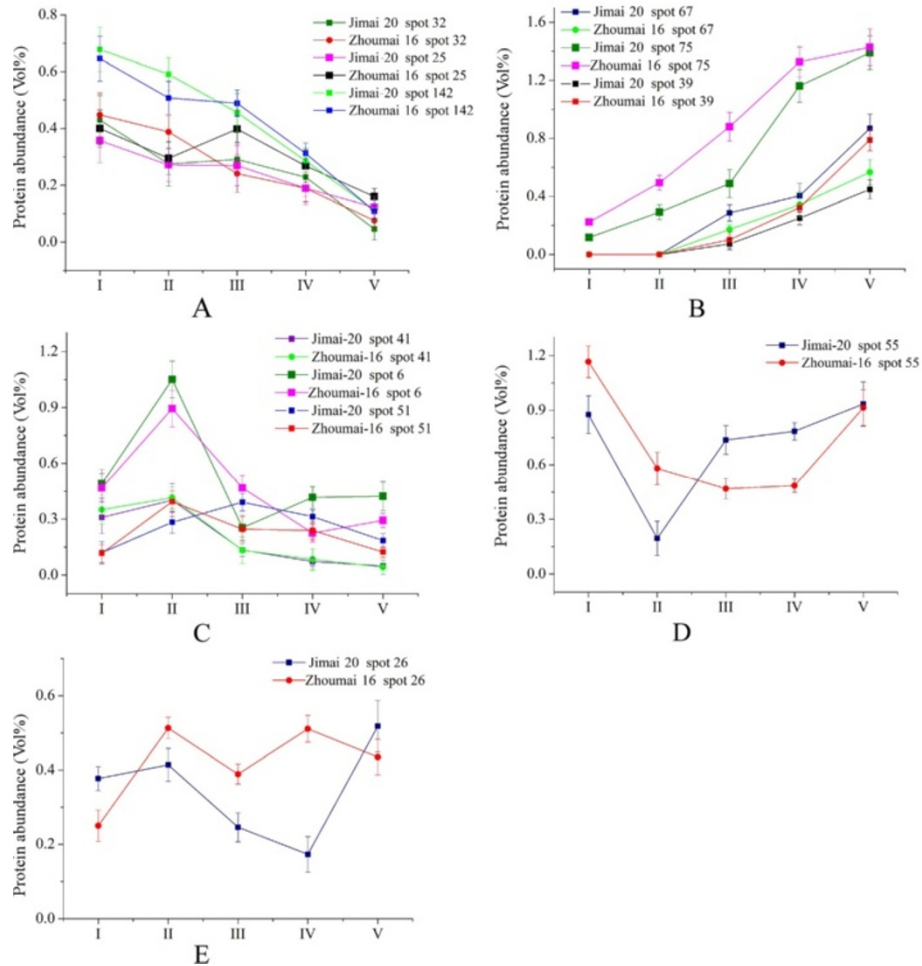 Jimai 20 spot 32
Zhoumai 16 spot 32
Jimai-20 spot 25
Zhoumai 16 spot 25
Jimai-20 spot 142
Zhoumai 16 spot 142
Protein abundance (Vol%)
0.8
0.6
0.4
0.2
0.0
I II III IV V
A
Jimai 20 spot 67
Zhoumai 16 spot 67
Jimai 20 spot 75
Zhoumai 16 spot 75
Jimai 20 spot 39
Zhoumai 16 spot 39
Protein abundance (Vol%)
1.6
1.2
0.8
0.4
0.0
I II III IV V
B
Jimai-20 spot 41
Zhoumai-16 spot 41
Jimai-20 spot 6
Zhoumai-16 spot 6
Jimai-20 spot 51
Zhoumai-16 spot 51
Protein abundance (Vol%)
1.2
0.9
0.6
0.3
0.0
I II III IV V
C
Jimai-20 spot 55
Zhoumai-16 spot 55
Protein abundance (Vol%)
1.2
0.9
0.6
0.3
0.0
I II III IV V
D
Jimai 20 spot 26
Zhoumai 16 spot 26
Protein abundance (Vol%)
0.6
0.4
0.2
0.0
I II III IV V
E